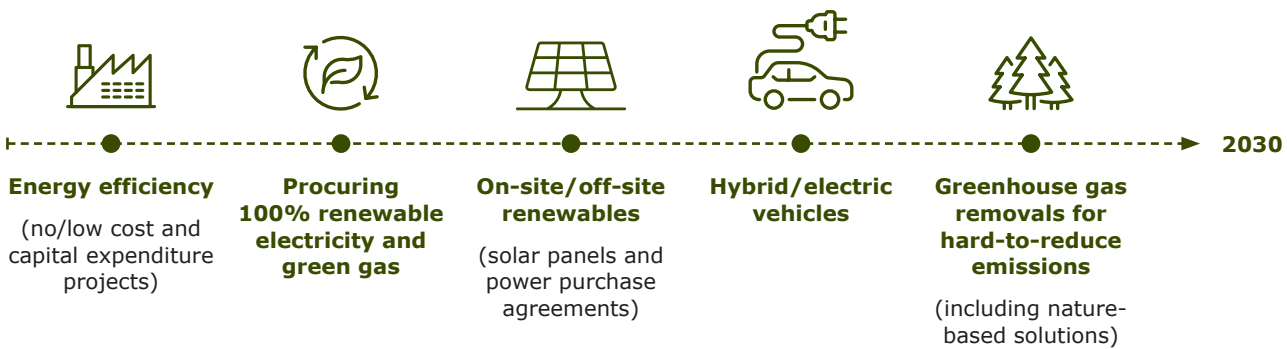 2030
Energy efficiency
(no/low cost and
capital expenditure
projects)
Procuring
100% renewable
electricity and
green gas
On-site/off-site
renewables
(solar panels and
power purchase
agreements)
Hybrid/electric
vehicles
Greenhouse gas
removals for
hard-to-reduce
emissions
(including nature-
based solutions)